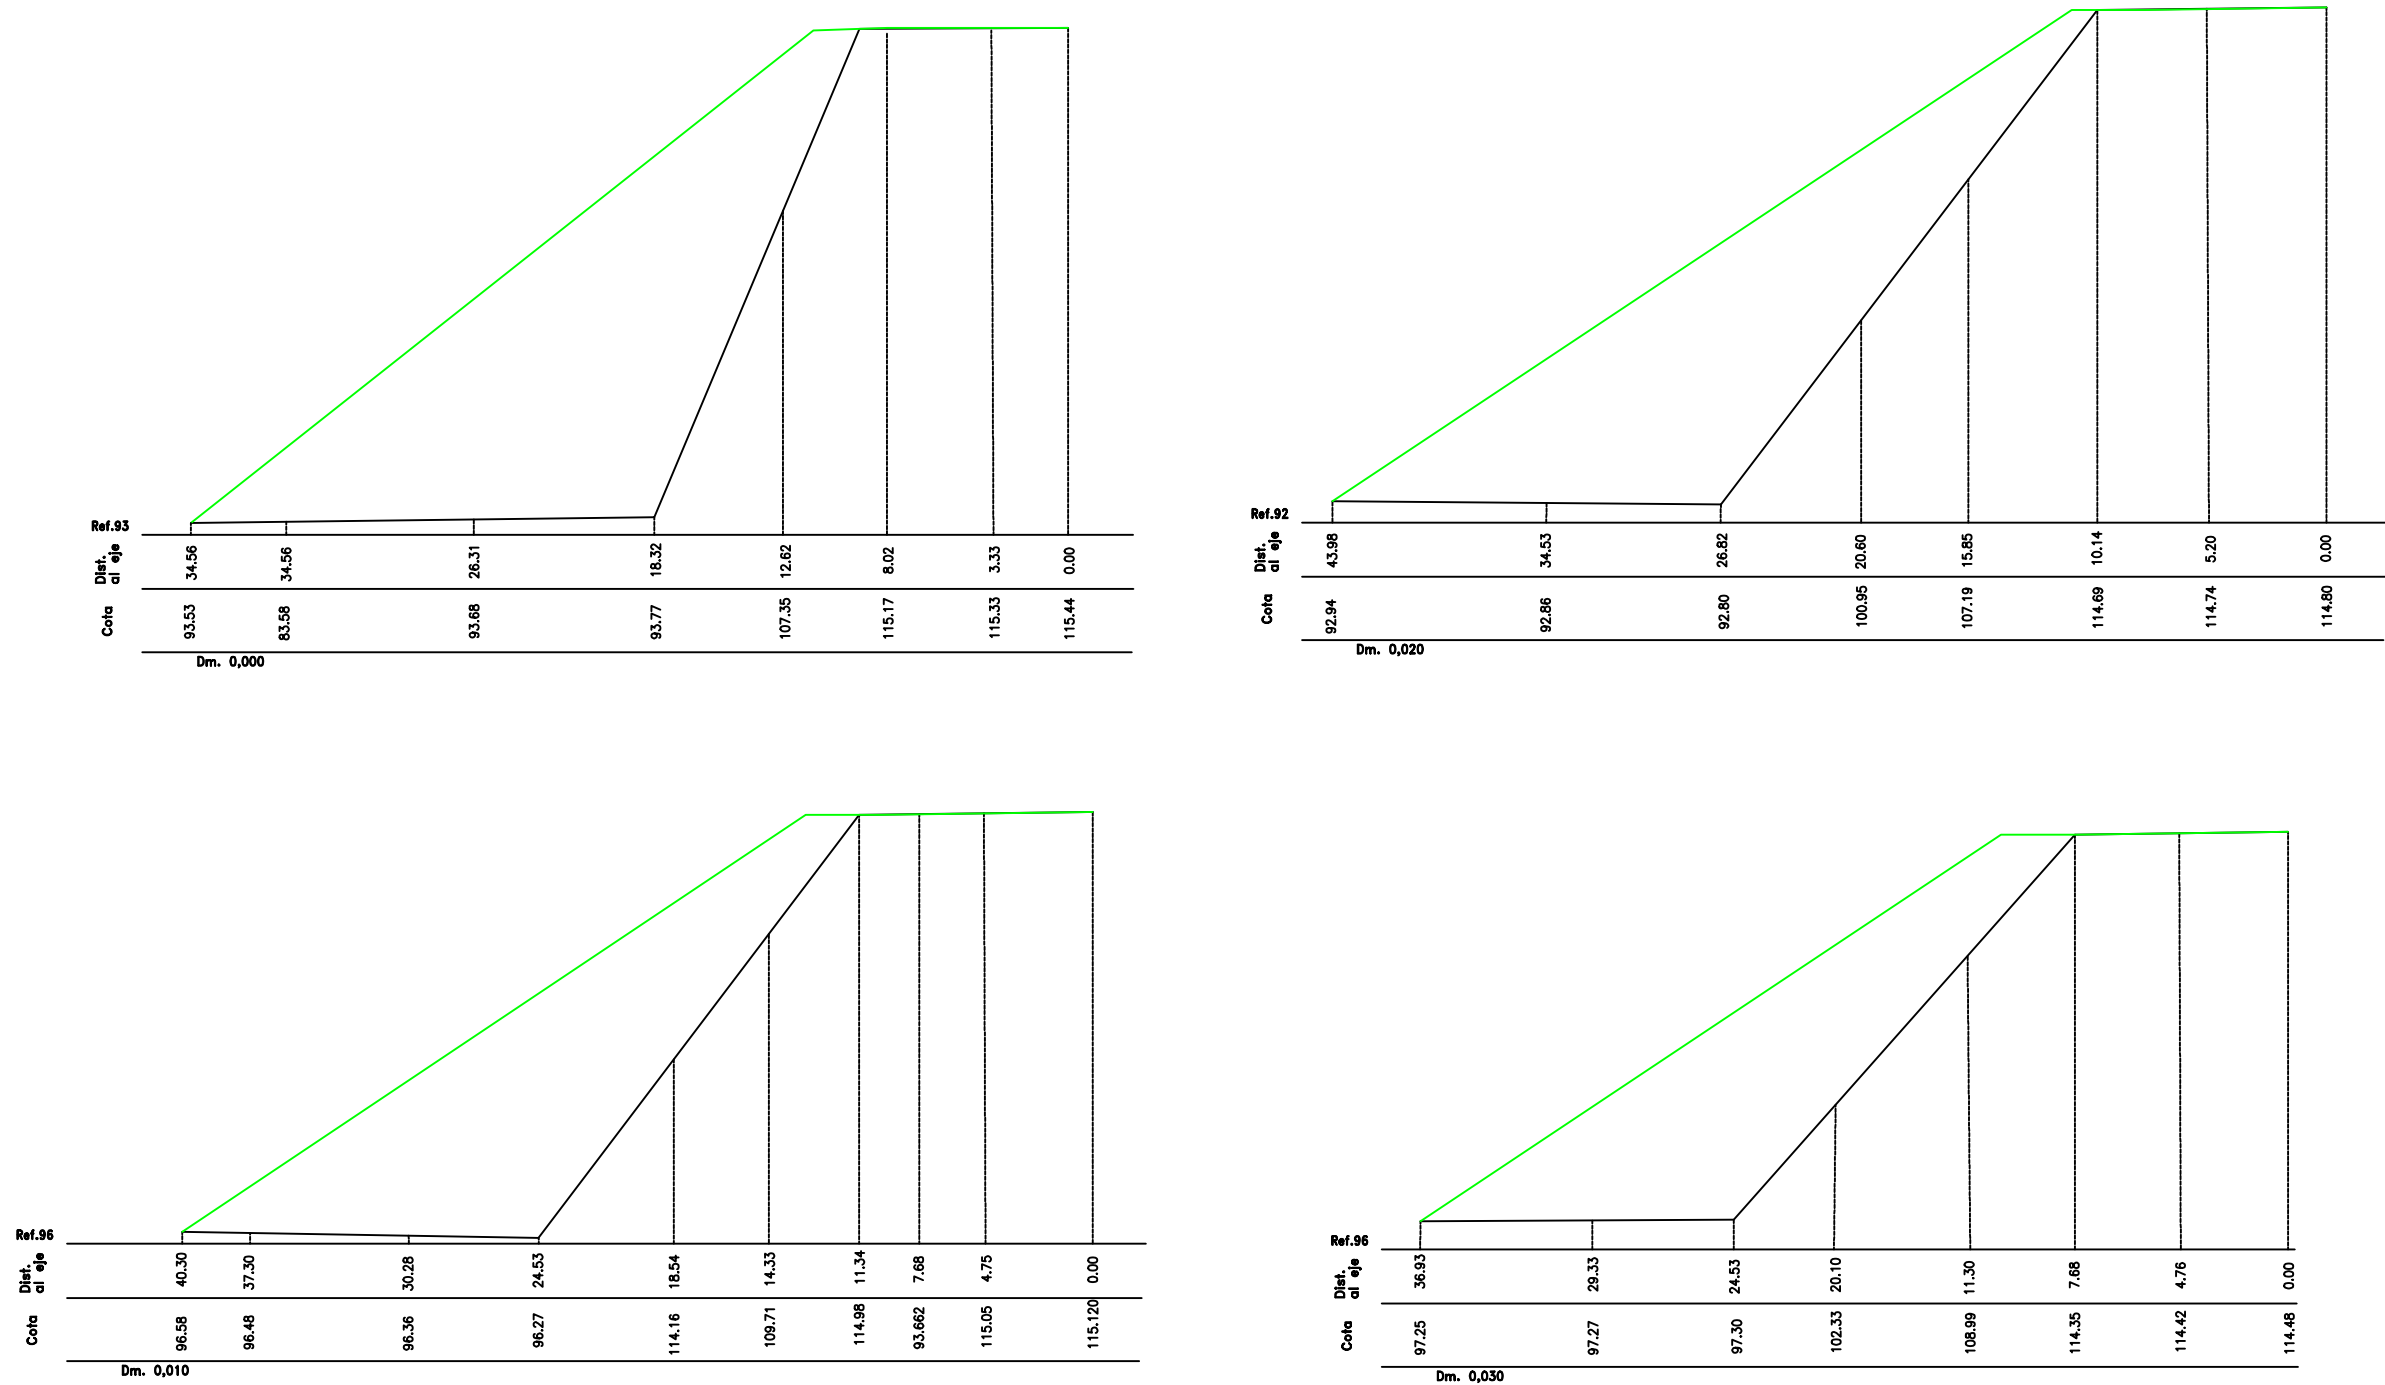 Ref.93
Dist. al eje 34.56 34.56 26.31 18.32 12.62 8.02 3.33 0.00
Cota 93.53 83.58 93.68 93.77 107.35 115.17 115.33 115.44
Dm. 0,000
Ref.92
Dist. al eje 43.98 34.53 26.82 20.60 15.85 10.14 5.20 0.00
Cota 92.94 92.86 92.80 100.95 107.19 114.69 114.74 114.80
Dm. 0,020
Ref.96
Dist. al eje 40.30 37.30 30.28 24.53 18.54 14.33 11.34 7.68 4.75 0.00
Cota 96.58 96.48 96.36 96.27 114.16 109.71 114.98 93.662 115.05 115.120
Dm. 0,010
Ref.96
Dist. al eje 36.93 29.33 24.53 20.10 11.30 7.68 4.76 0.00
Cota 97.25 97.27 97.30 102.33 108.99 114.35 114.42 114.48
Dm. 0,030